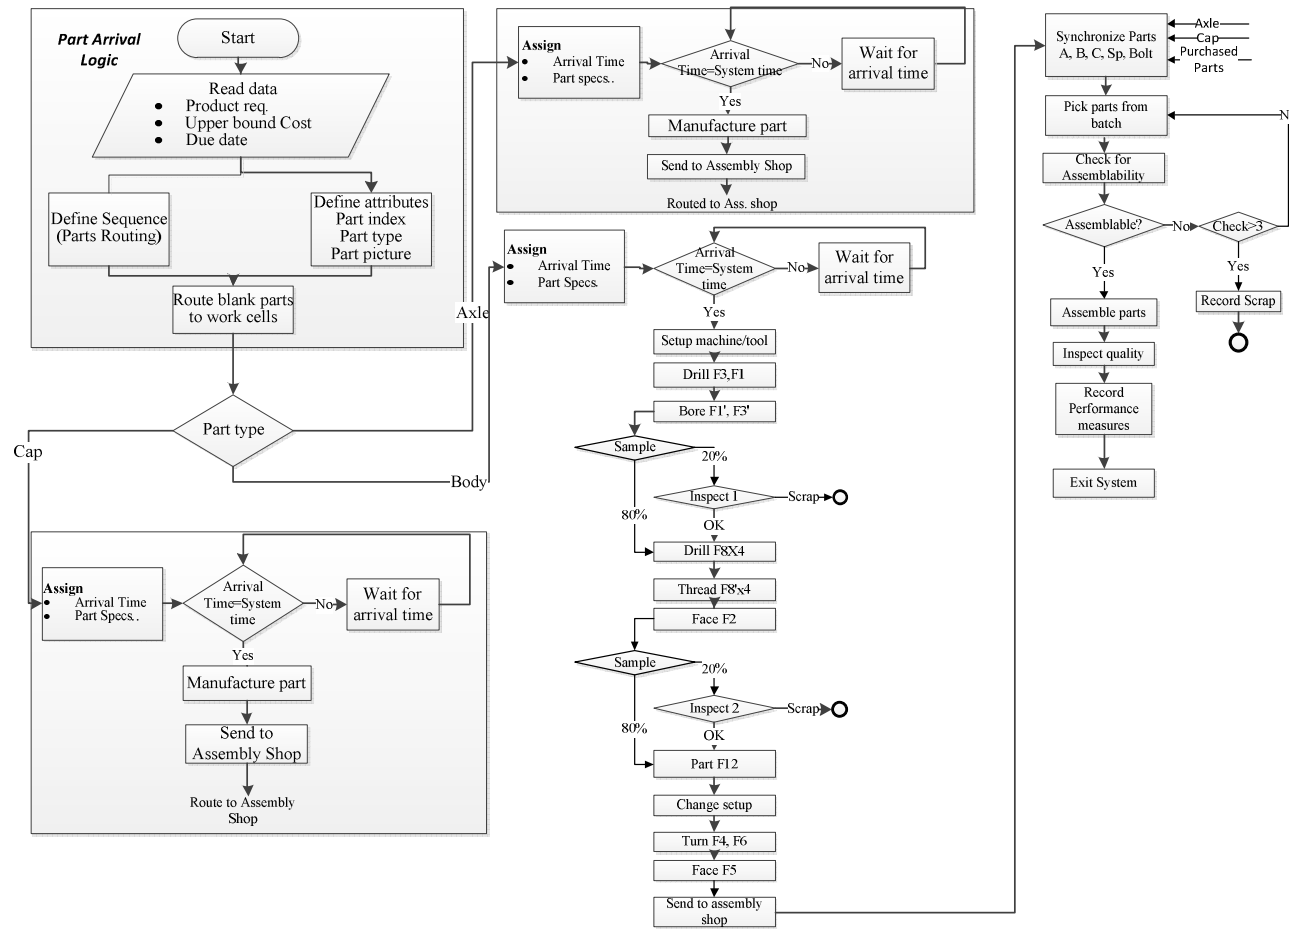 Part Arrival
Logic
Start
Read data
• Product req.
• Upper bound Cost
• Due date
Define Sequence
(Parts Routing)
Define attributes
Part index
Part type
Part picture
Route blank parts
to work cells
Part type
Cap
Axle
Body
Assign
• Arrival Time
• Part Specs..
Arrival
Time=System
time
No
Wait for
arrival time
Yes
Manufacture part
Send to
Assembly Shop
Route to Assembly
Shop
Assign
• Arrival Time
• Part specs..
Arrival
Time=System time
No
Wait for
arrival time
Yes
Manufacture part
Send to Assembly Shop
Routed to Ass. shop
Assign
• Arrival Time
• Part Specs.
Arrival
Time=System
time
No
Wait for
arrival time
Yes
Setup machine/tool
Drill F3,F1
Bore F1', F3'
Sample
20%
80%
Inspect 1
Scrap
OK
Drill F8X4
Thread F8'x4
Face F2
Sample
20%
80%
Inspect 2
Scrap
OK
Part F12
Change setup
Turn F4, F6
Face F5
Send to assembly
shop
Synchronize Parts
A, B, C, Sp, Bolt
Axle
Cap
Purchased
Parts
Pick parts from
batch
N
Check for
Assemblability
Assemblable?
No
Check>3
Yes
Yes
Record Scrap
Assemble parts
Inspect quality
Record
Performance
measures
Exit System